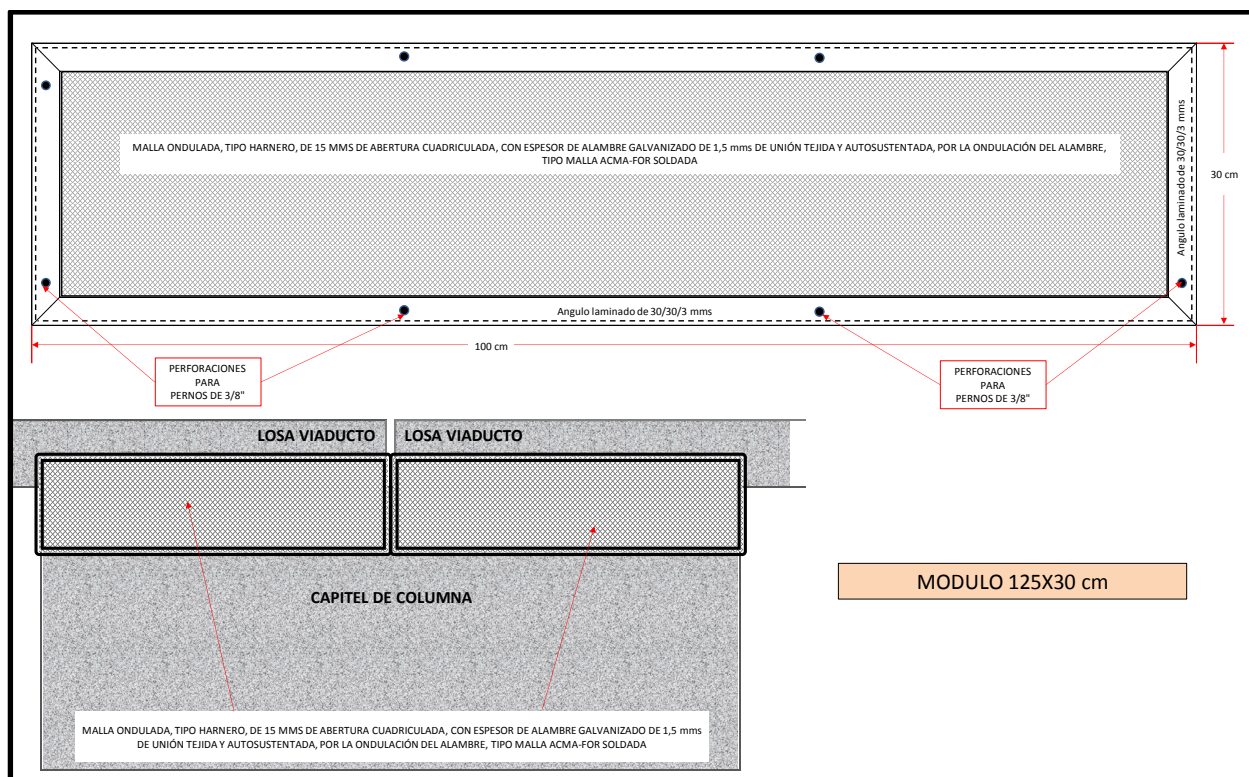 MALLA ONDULADA, TIPO HARNERO, DE 15 MMS DE ABERTURA CUADRICULADA, CON ESPESOR DE ALAMBRE GALVANIZADO DE 1,5 mms DE UNIÓN TEJIDA Y AUTOSUSTENTADA, POR LA ONDULACIÓN DEL ALAMBRE,
TIPO MALLA ACMA-FOR SOLDADA
Angulo laminado de 30/30/3 mms
30 cm
Angulo laminado de 30/30/3 mms
100 cm
PERFORACIONES
PARA
PERNOS DE 3/8"
PERFORACIONES
PARA
PERNOS DE 3/8"
LOSA VIADUCTO
LOSA VIADUCTO
CAPITEL DE COLUMNA
MODULO 125X30 cm
MALLA ONDULADA, TIPO HARNERO, DE 15 MMS DE ABERTURA CUADRICULADA, CON ESPESOR DE ALAMBRE GALVANIZADO DE 1,5 mms
DE UNIÓN TEJIDA Y AUTOSUSTENTADA, POR LA ONDULACIÓN DEL ALAMBRE, TIPO MALLA ACMA-FOR SOLDADA